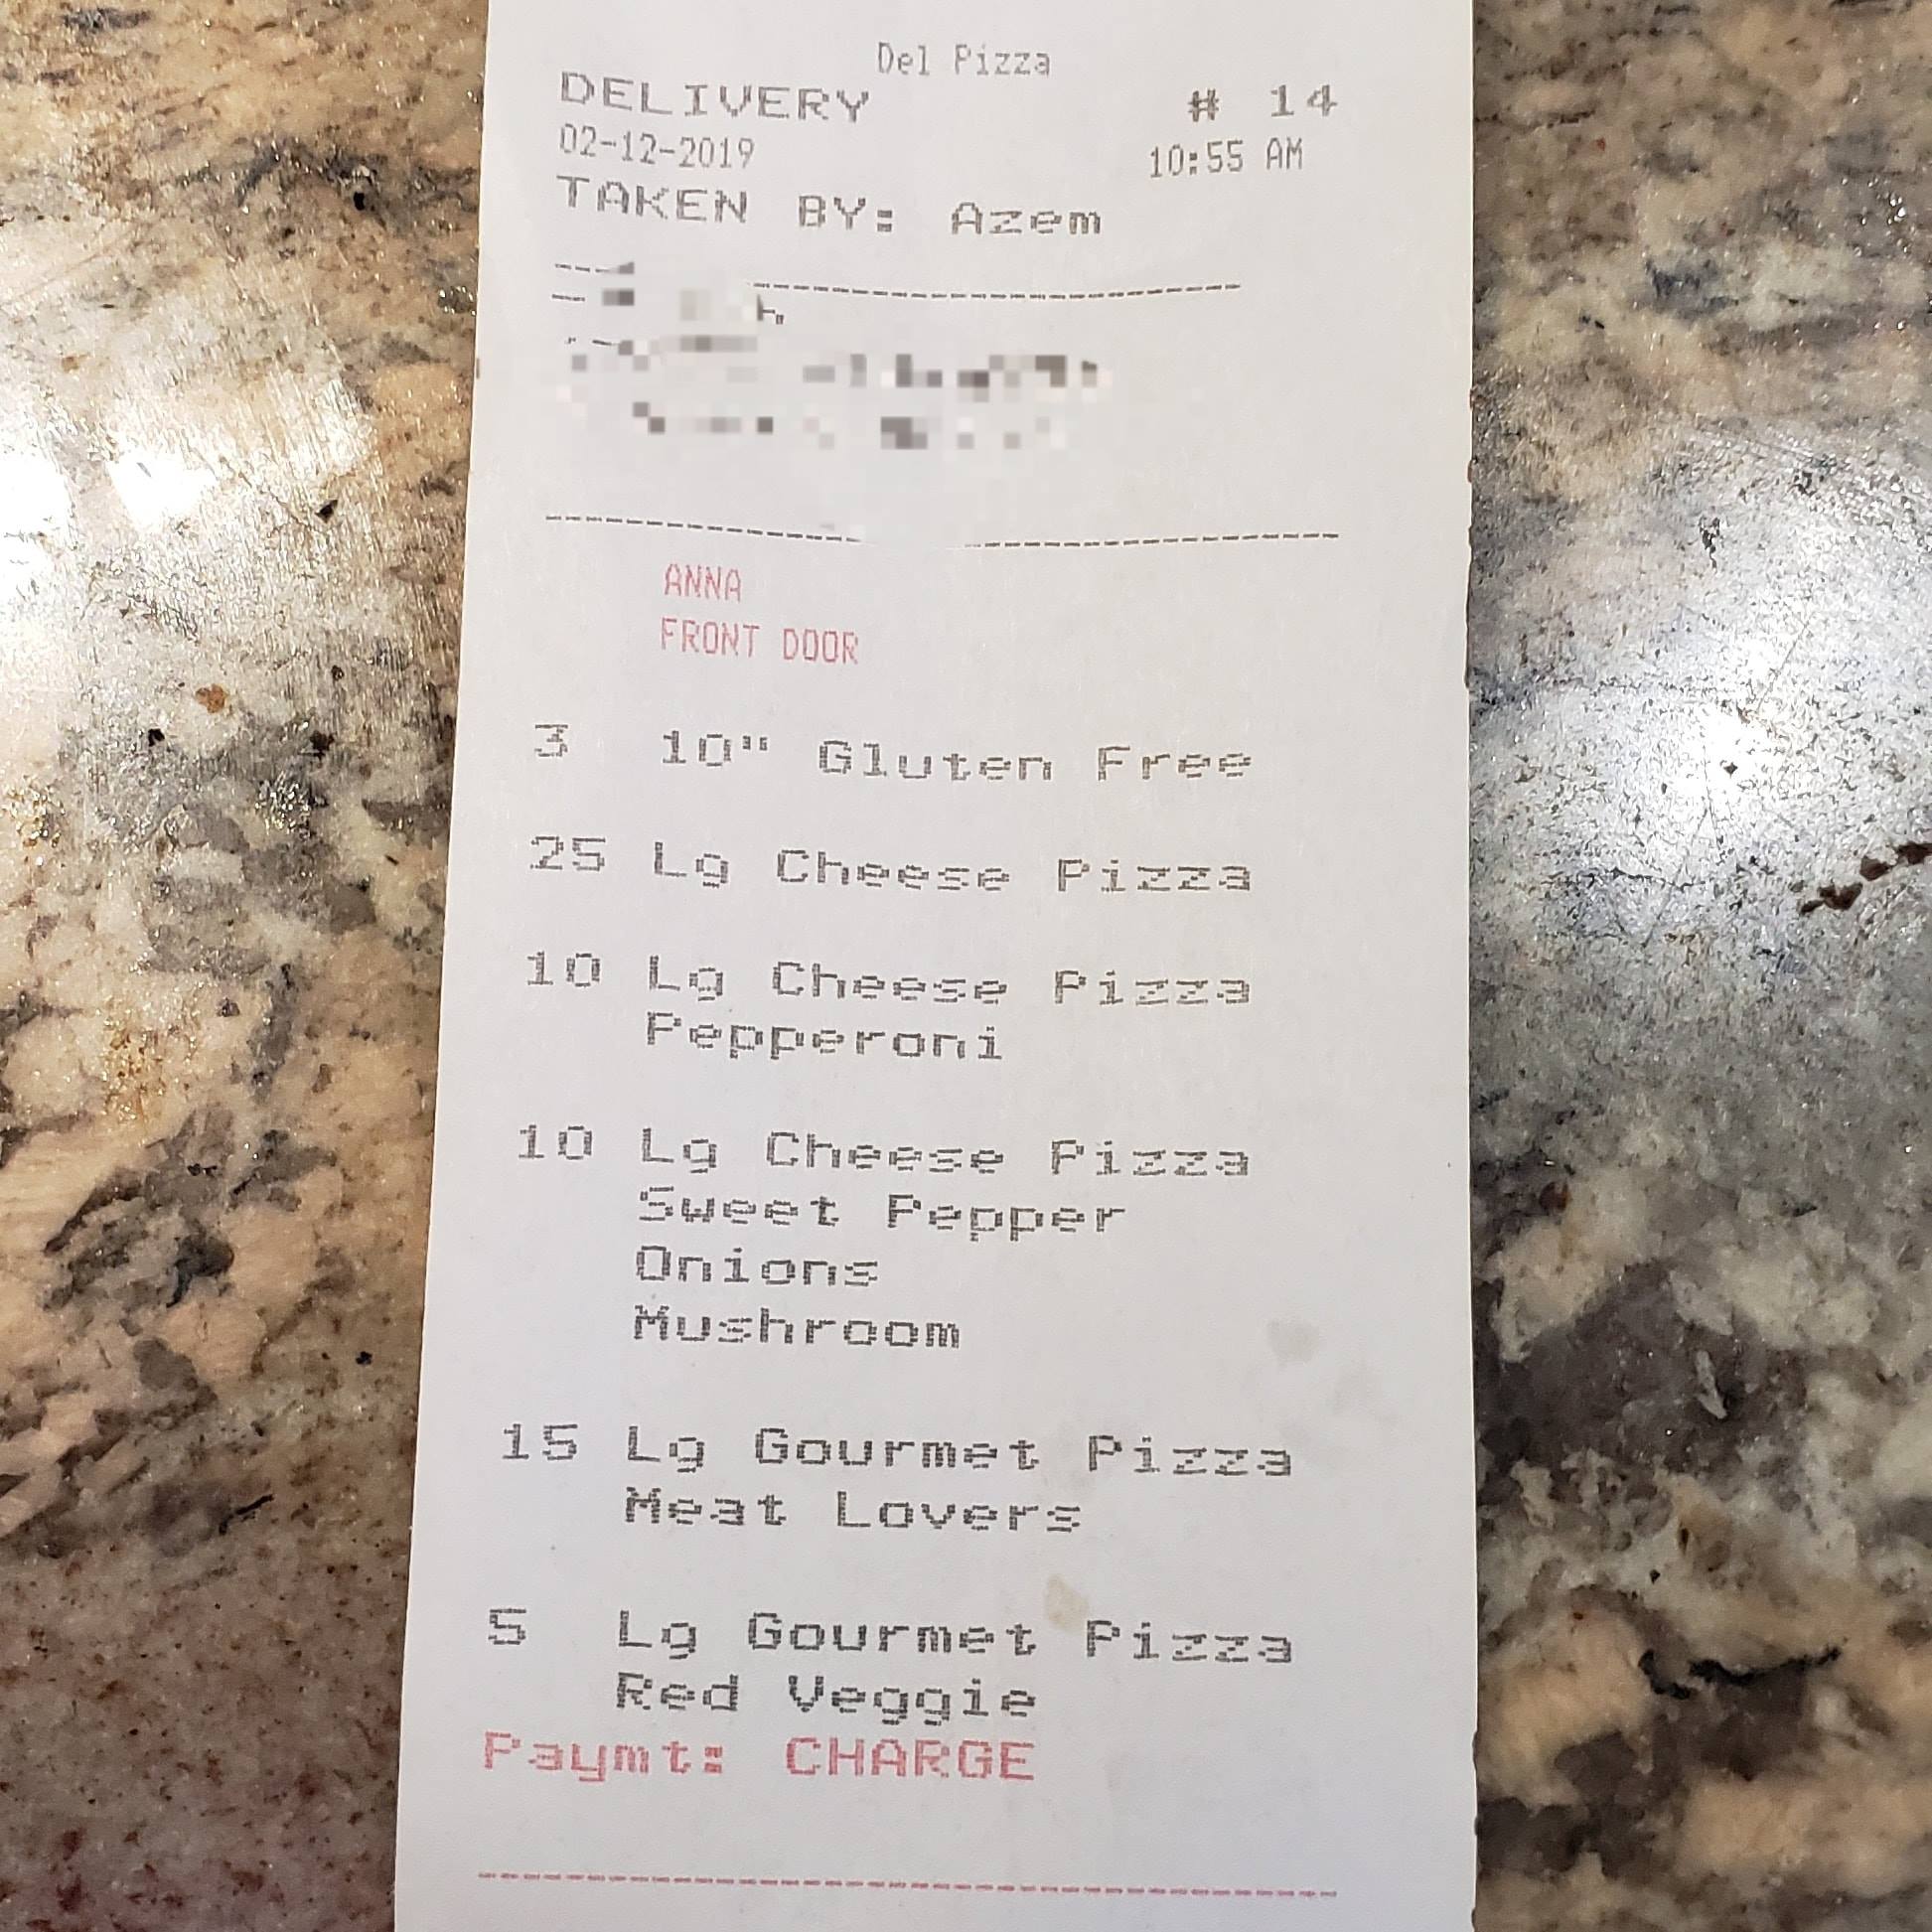 Del Pizza
DELIVERY # 14
02-12-2019 10:55 AM
TAKEN BY: Azem
ANNA
FRONT DOOR
3 10" Gluten Free
25 Lg Cheese Pizza
10 Lg Cheese Pizza
Pepperoni
10 Lg Cheese Pizza
Sweet Pepper
Onions
Mushroom
15 Lg Gourmet Pizza
Meat Lovers
5 Lg Gourmet Pizza
Red Veggie
Paymt: CHARGE